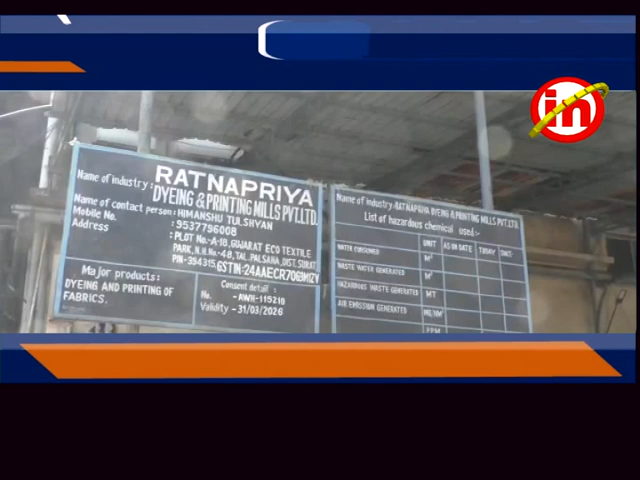 in
Name of industry: RATNAPRIYA
DYEING & PRINTING MILLS PVT.LTD.
Name of contact person: HIMANSHU TULSHYAN
Mobile No. : 9537796008
Address : PLOT No.-A-18, GUJARAT ECO TEXTILE
PARK, N.H.No.-48, TAL. PALSANA, DIST. SURAT
PIN-394315. GSTIN-24AAECR7069M1ZV
Major products:
DYEING AND PRINTING OF
FABRICS.
Consent detail :
No. - AWH-115218
Validity - 31/03/2026
Name of industry:-RATNAPRIYA DYEING & PRINTING MILLS PVT.LTD.
List of hazardous chemical used:-
UNIT AS ON DATE TODAY
WATER CONSUMED M³
WASTE WATER GENERATED M³
HAZARDOUS WASTE GENERATED MT
AIR EMISSION GENERATED
PPM